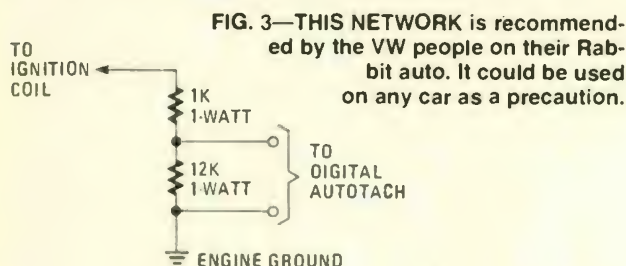 FIG. 3—THIS NETWORK is recommend-
ed by the VW people on their Rab-
bit auto. It could be used
on any car as a precaution.
TO
IGNITION
COIL
1K
1-WATT
12K
1-WATT
TO
DIGITAL
AUTOTACH
ENGINE GROUND